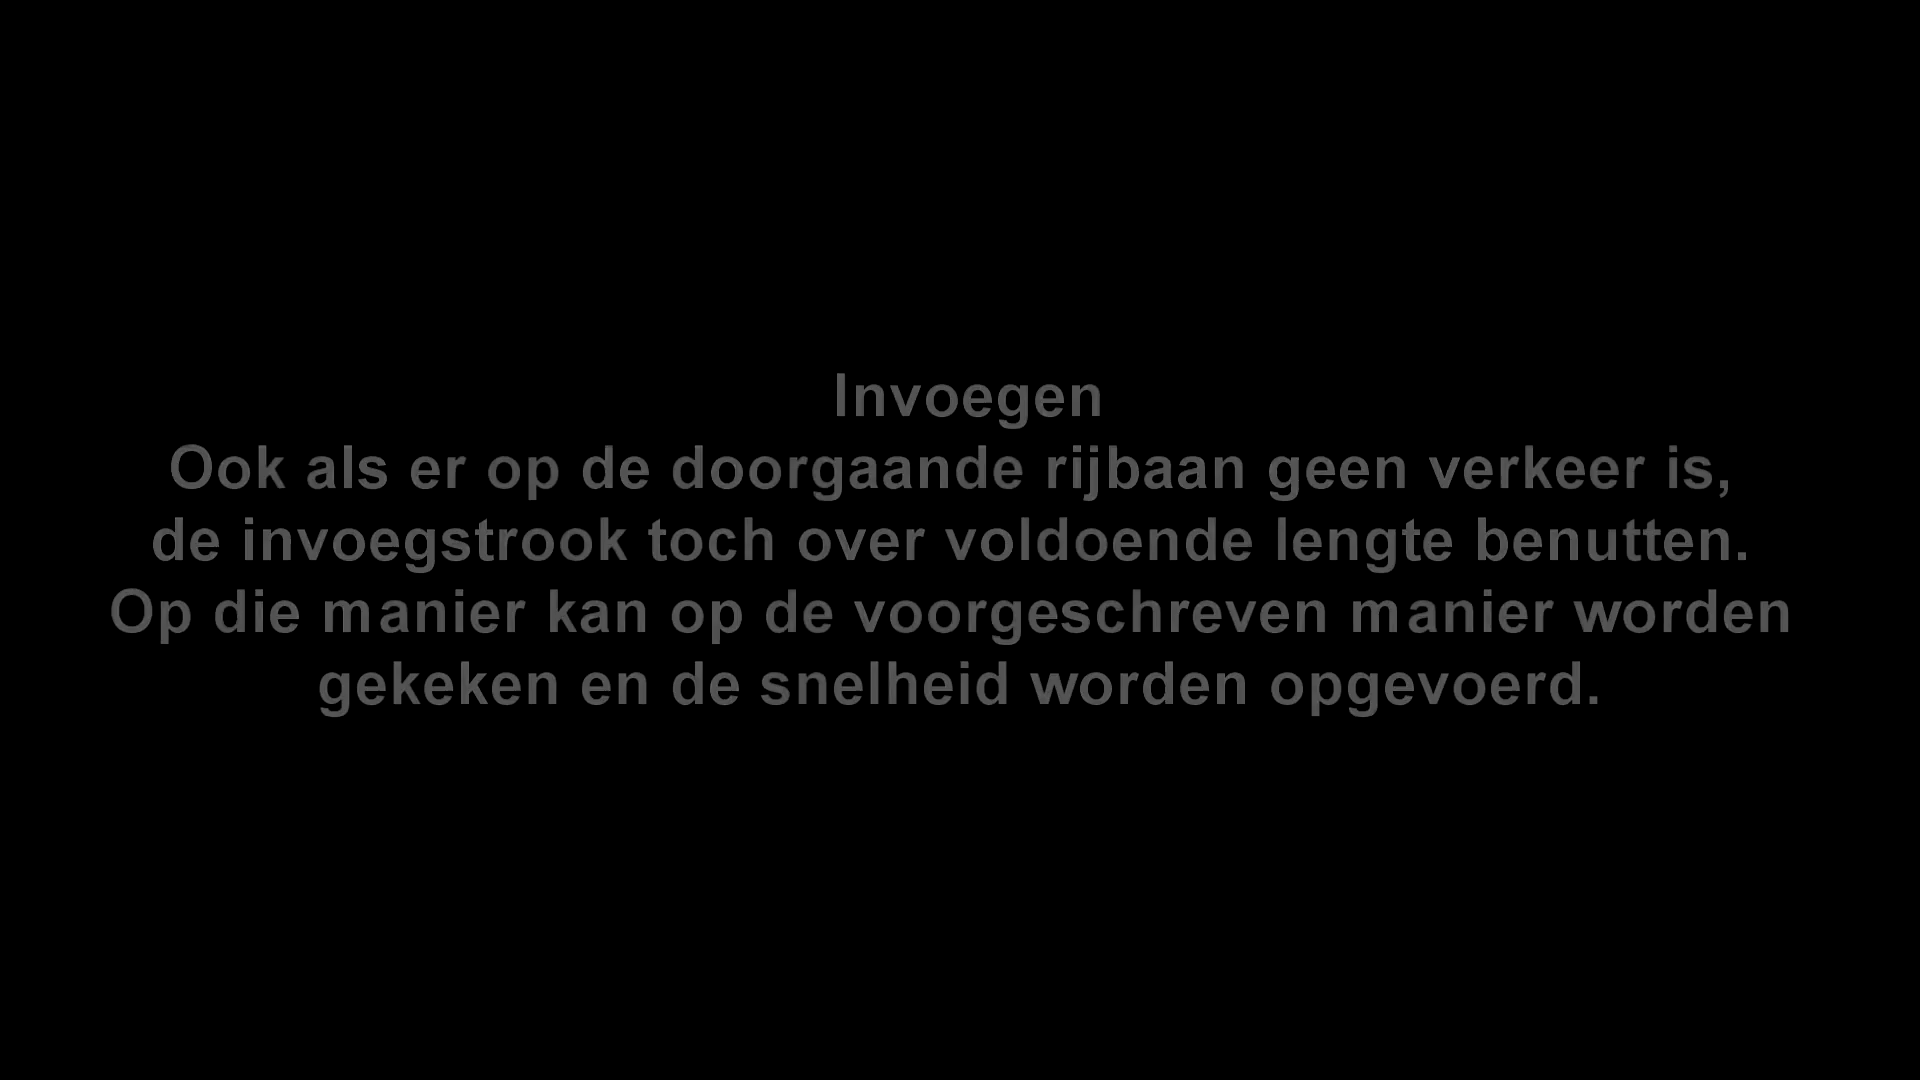 Invoegen
Ook als er op de doorgaande rijbaan geen verkeer is,
de invoegstrook toch over voldoende lengte benutten.
Op die manier kan op de voorgeschreven manier worden
gekeken en de snelheid worden opgevoerd.